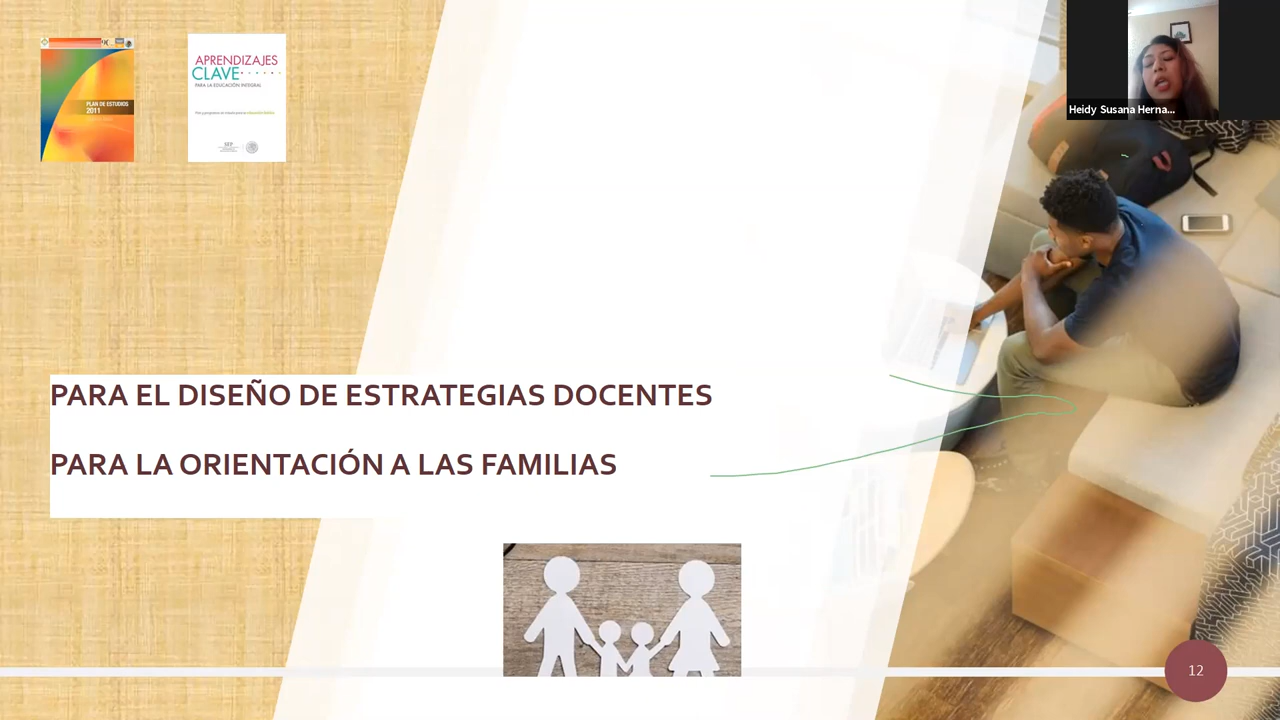 PLAN DE ESTUDIOS
2011
APRENDIZAJES
CLAVE
PARA LA EDUCACIÓN INTEGRAL
SEP
Heidy Susana Herna...
PARA EL DISEÑO DE ESTRATEGIAS DOCENTES
PARA LA ORIENTACIÓN A LAS FAMILIAS
12